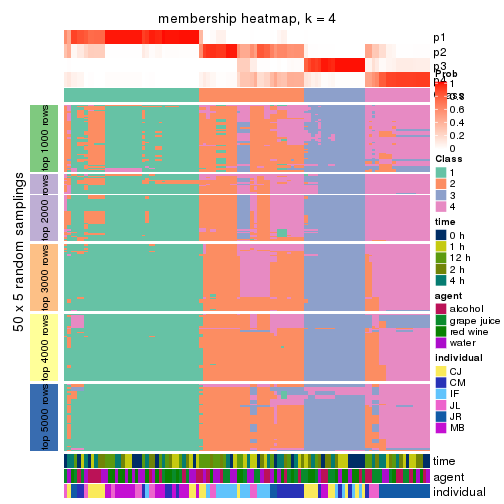 membership heatmap, k = 4
p1
p2
p3
p4
Prob
1
0.8
0.6
0.4
0.2
0
Class
1
2
3
4
time
0 h
1 h
12 h
2 h
4 h
agent
alcohol
grape juice
red wine
water
individual
CJ
CM
IF
JL
JR
MB
50 x 5 random samplings
top 1000 rows
top 2000 rows
top 3000 rows
top 4000 rows
top 5000 rows
time
agent
individual